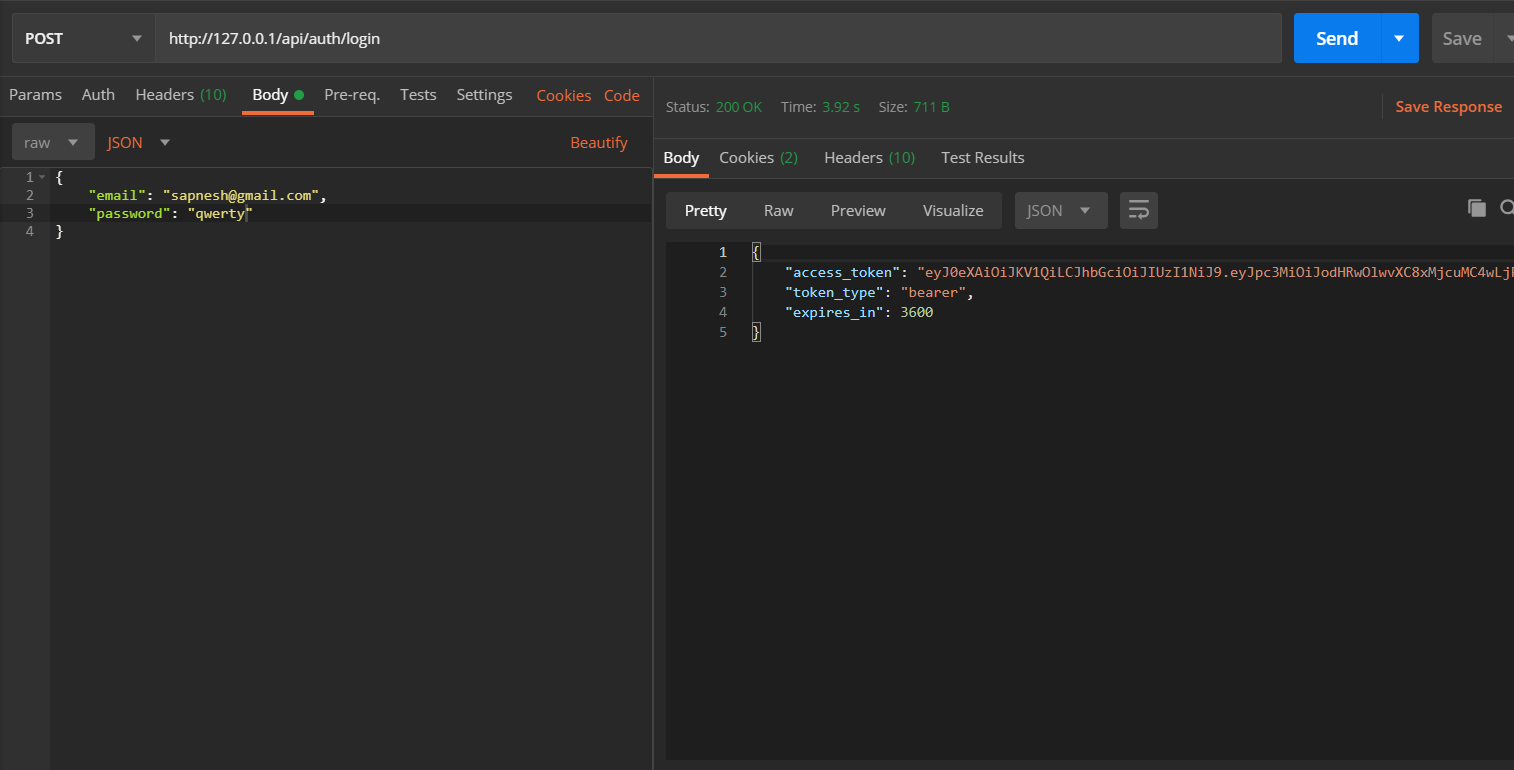 POST http://127.0.0.1/api/auth/login Send Save
Params Auth Headers (10) Body Pre-req. Tests Settings Cookies Code
raw JSON Beautify
1 {
2 "email": "sapnesh@gmail.com",
3 "password": "qwerty"
4 }
Status: 200 OK Time: 3.92 s Size: 711 B Save Response
Body Cookies (2) Headers (10) Test Results
Pretty Raw Preview Visualize JSON
1 {
2 "access_token": "eyJ0eXAiOiJKV1QiLCJhbGciOiJIUzI1NiJ9.eyJpc3MiOiJodHRwOlwvXC8xMjcuMC4wLj
3 "token_type": "bearer",
4 "expires_in": 3600
5 }